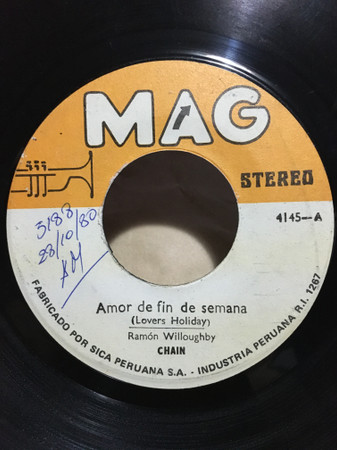 MAG
STEREO
4145-A
3188
28/10/80
Amor de fin de semana
(Lovers Holiday)
Ramón Willoughby
CHAIN
FABRICADO POR SICA PERUANA S.A. - INDUSTRIA PERUANA R.I. 1267